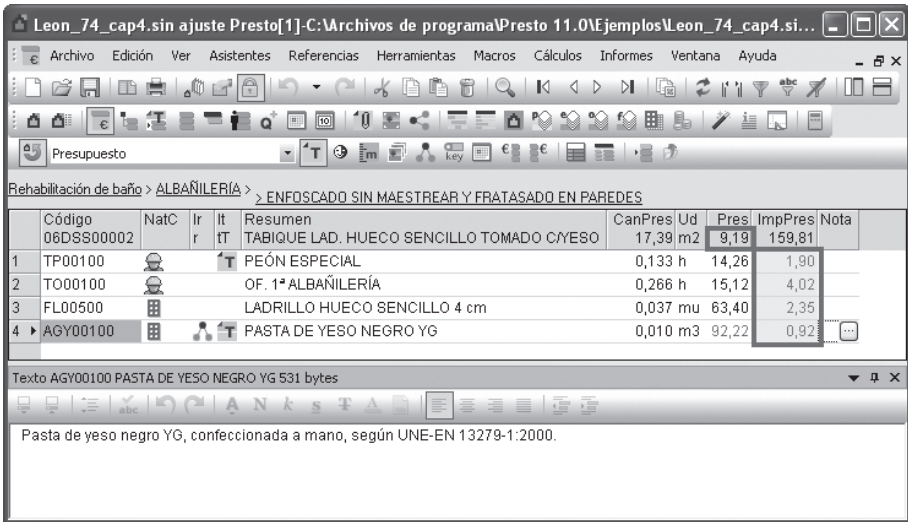 Leon_74_cap4.sin ajuste Presto[1]-C:\Archivos de programa\Presto 11.0\Ejemplos\Leon_74_cap4.si...
Archivo Edición Ver Asistentes Referencias Herramientas Macros Cálculos Informes Ventana Ayuda
Presupuesto
Rehabilitación de baño > ALBAÑILERÍA > > ENFOSCADO SIN MAESTREAR Y FRATASADO EN PAREDES
Código NatC Ir It Resumen CanPres Ud Pres ImpPres Nota
06DSS00002 r tT TABIQUE LAD. HUECO SENCILLO TOMADO C/YESO 17,39 m2 9,19 159,81
1 TP00100 T PEÓN ESPECIAL 0,133 h 14,26 1,90
2 TO00100 OF. 1ª ALBAÑILERÍA 0,266 h 15,12 4,02
3 FL00500 LADRILLO HUECO SENCILLO 4 cm 0,037 mu 63,40 2,35
4 AGY00100 T PASTA DE YESO NEGRO YG 0,010 m3 92,22 0,92 ...
Texto AGY00100 PASTA DE YESO NEGRO YG 531 bytes
abc A N k s T A
Pasta de yeso negro YG, confeccionada a mano, según UNE-EN 13279-1:2000.